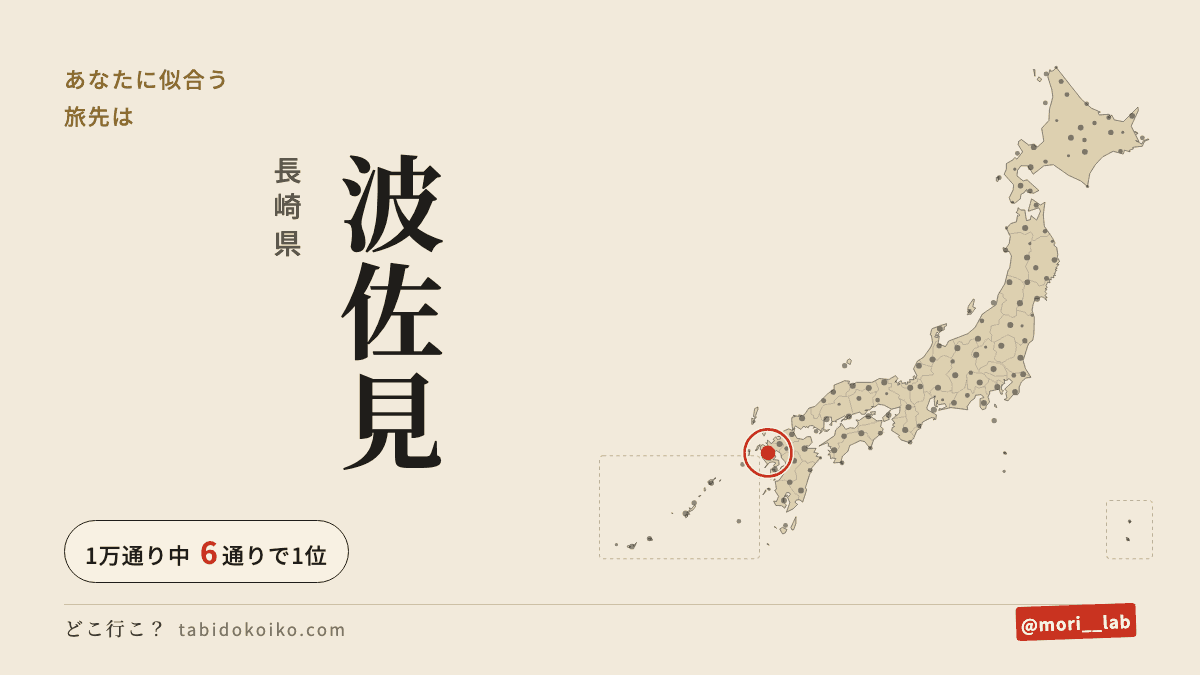 あなたに似合う
旅先は
波佐見
長崎県
1万通り中 6通りで1位
どこ行こ? tabidokoiko.com
@mori__lab